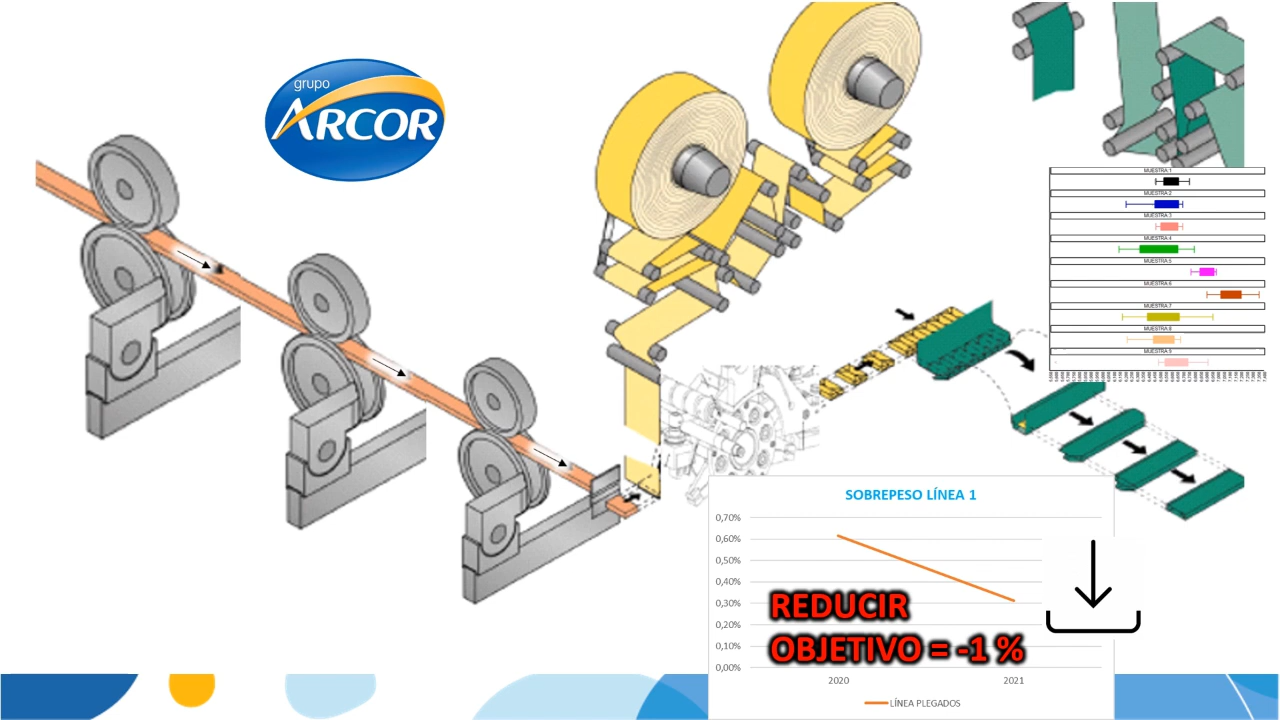 grupo
ARCOR
MUESTRA 1
MUESTRA 2
MUESTRA 3
MUESTRA 4
MUESTRA 5
MUESTRA 6
MUESTRA 7
MUESTRA 8
MUESTRA 9
SOBREPESO LÍNEA 1
0,70%
0,60%
0,50%
0,40%
0,30%
0,20%
0,10%
0,00%
REDUCIR
OBJETIVO = -1 %
2020
2021
LÍNEA PLEGADOS